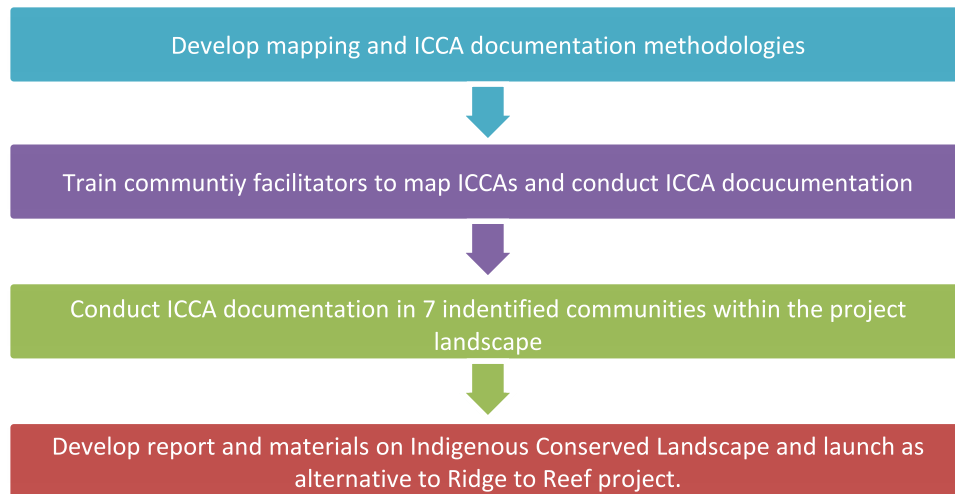 Develop mapping and ICCA documentation methodologies
Train communtiy facilitators to map ICCAs and conduct ICCA docucumentation
Conduct ICCA documentation in 7 indentified communities within the project
landscape
Develop report and materials on Indigenous Conserved Landscape and launch as
alternative to Ridge to Reef project.